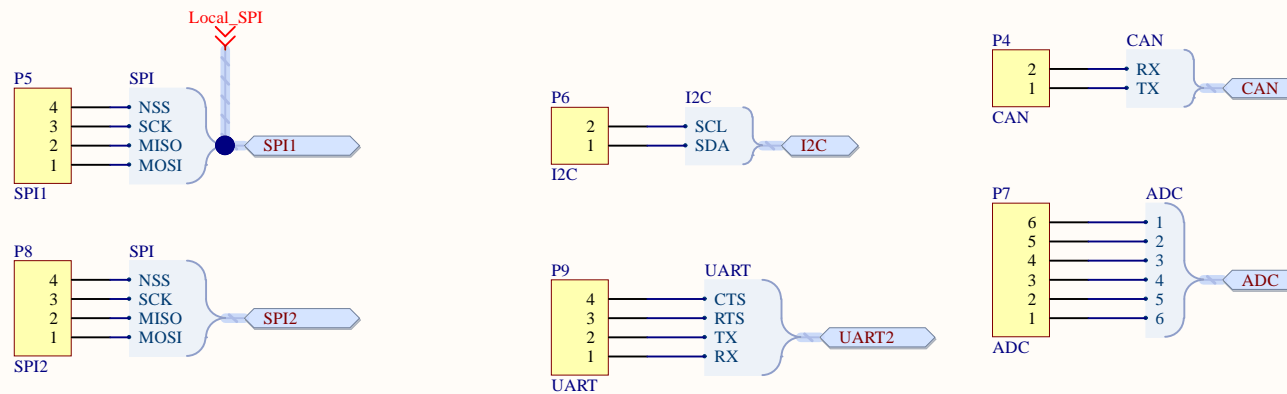 Local_SPI
P5 SPI
4 NSS
3 SCK
2 MISO SPI1
1 MOSI
SPI1
P8 SPI
4 NSS
3 SCK
2 MISO SPI2
1 MOSI
SPI2
P6 I2C
2 SCL
1 SDA I2C
I2C
P9 UART
4 CTS
3 RTS
2 TX UART2
1 RX
UART
P4 CAN
2 RX
1 TX CAN
CAN
P7 ADC
6 1
5 2
4 3
3 4 ADC
2 5
1 6
ADC